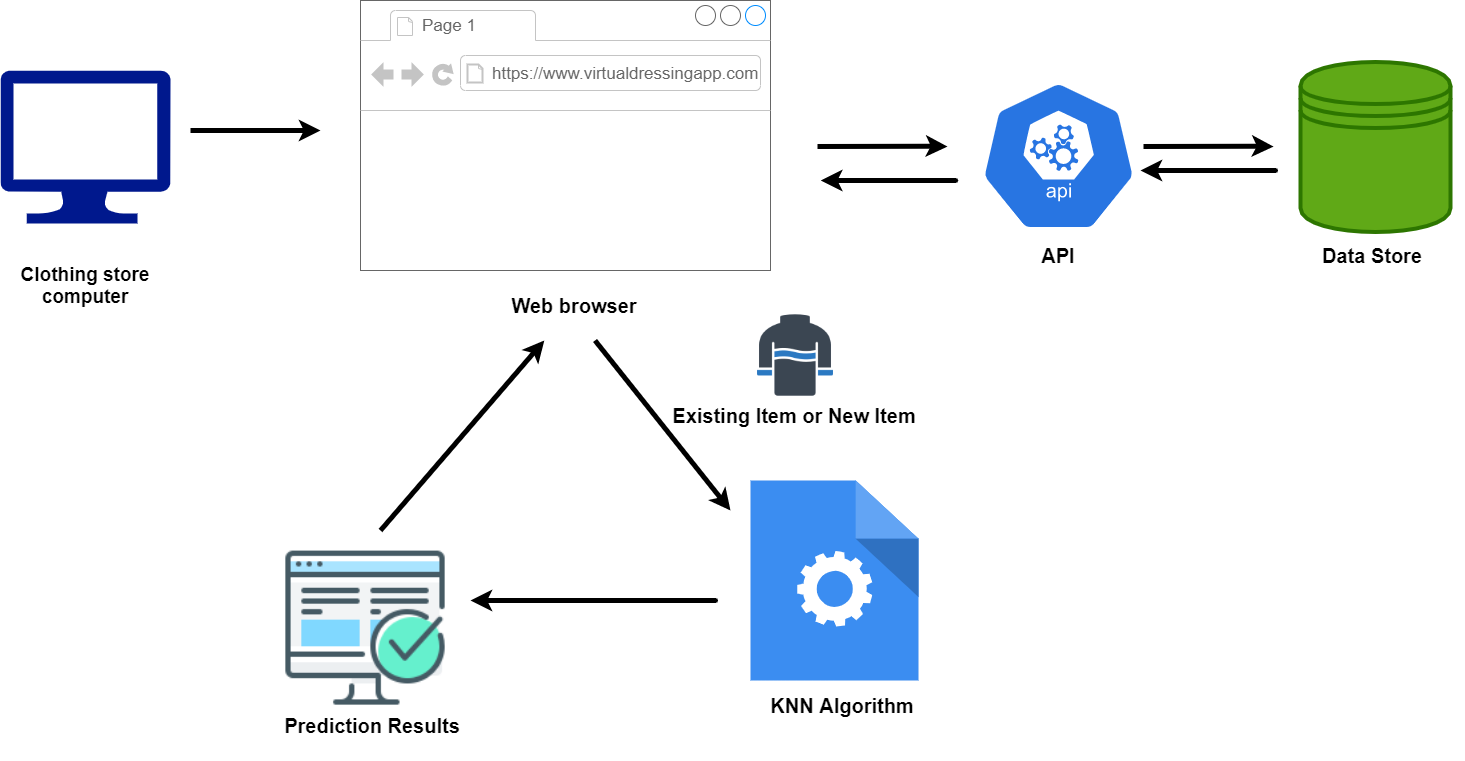 Page 1
https://www.virtualdressingapp.com
api
API
Data Store
Clothing store
computer
Web browser
Existing Item or New Item
KNN Algorithm
Prediction Results